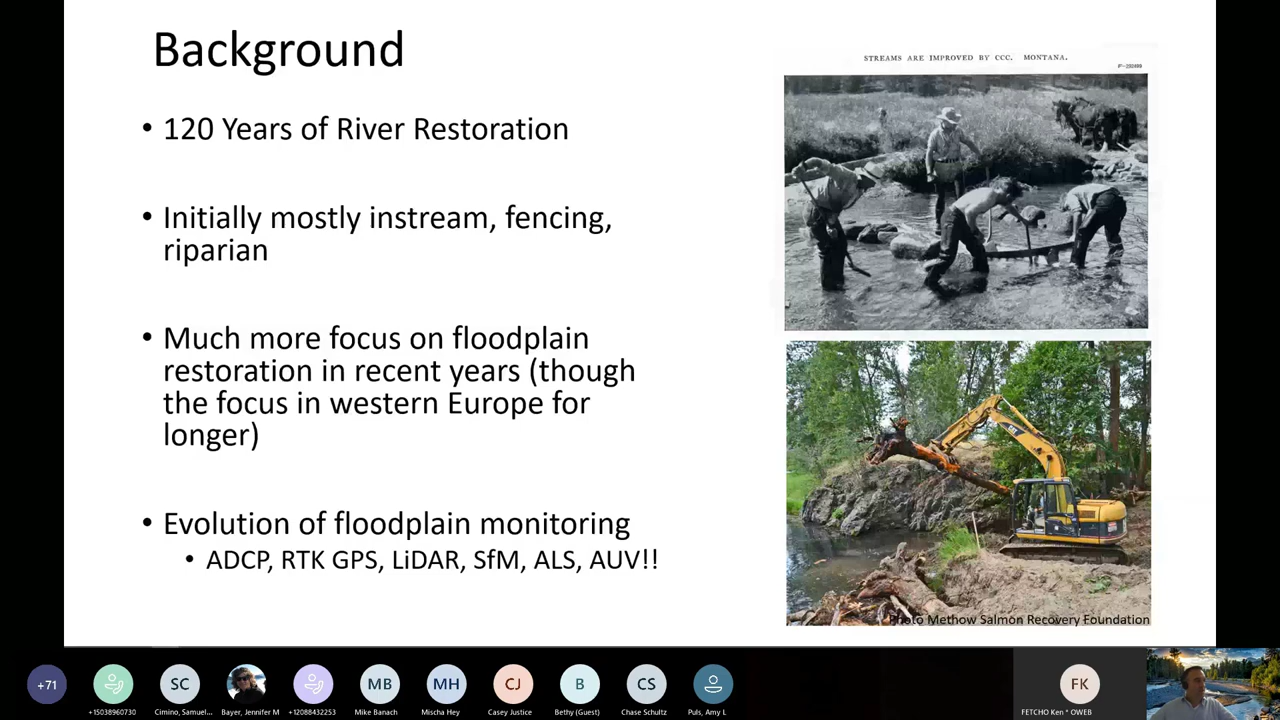 Background
• 120 Years of River Restoration
• Initially mostly instream, fencing,
riparian
• Much more focus on floodplain
restoration in recent years (though
the focus in western Europe for
longer)
• Evolution of floodplain monitoring
• ADCP, RTK GPS, LiDAR, SfM, ALS, AUV!!
STREAMS ARE IMPROVED BY CCC. MONTANA.
CAT
Photo Methow Salmon Recovery Foundation
+71
SC
MB
MH
CJ
B
CS
FK
+15038960730
Cimino, Samuel...
Bayer, Jennifer M
+12088432253
Mike Banach
Mischa Hey
Casey Justice
Bethy (Guest)
Chase Schultz
Puls, Amy L
FETCHO Ken * OWEB